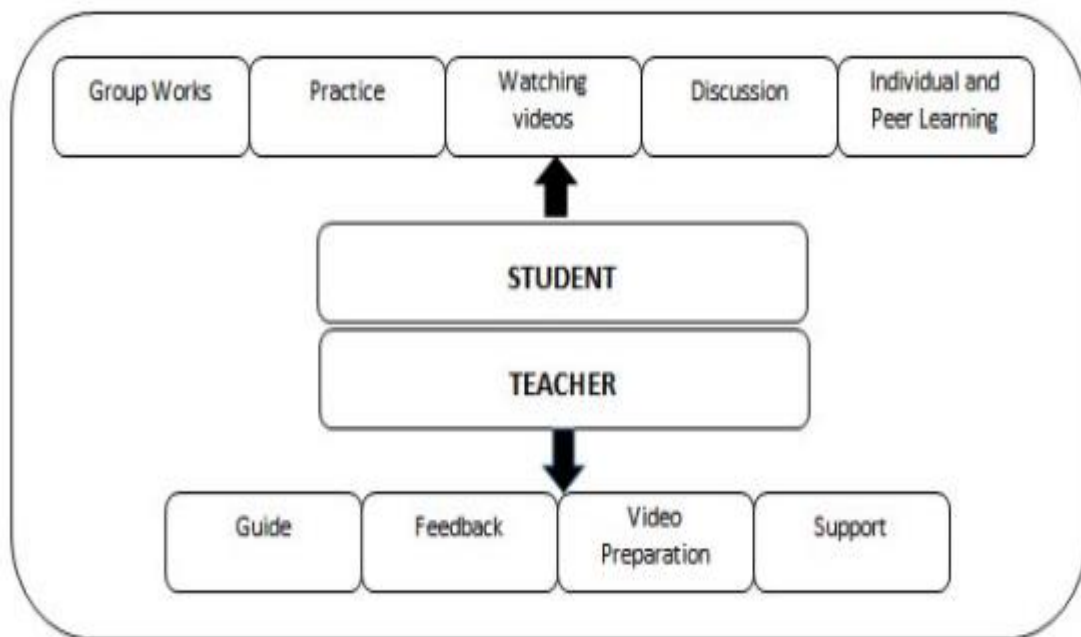 Group Works
Practice
Watching
videos
Discussion
Individual and
Peer Learning
STUDENT
TEACHER
Guide
Feedback
Video
Preparation
Support